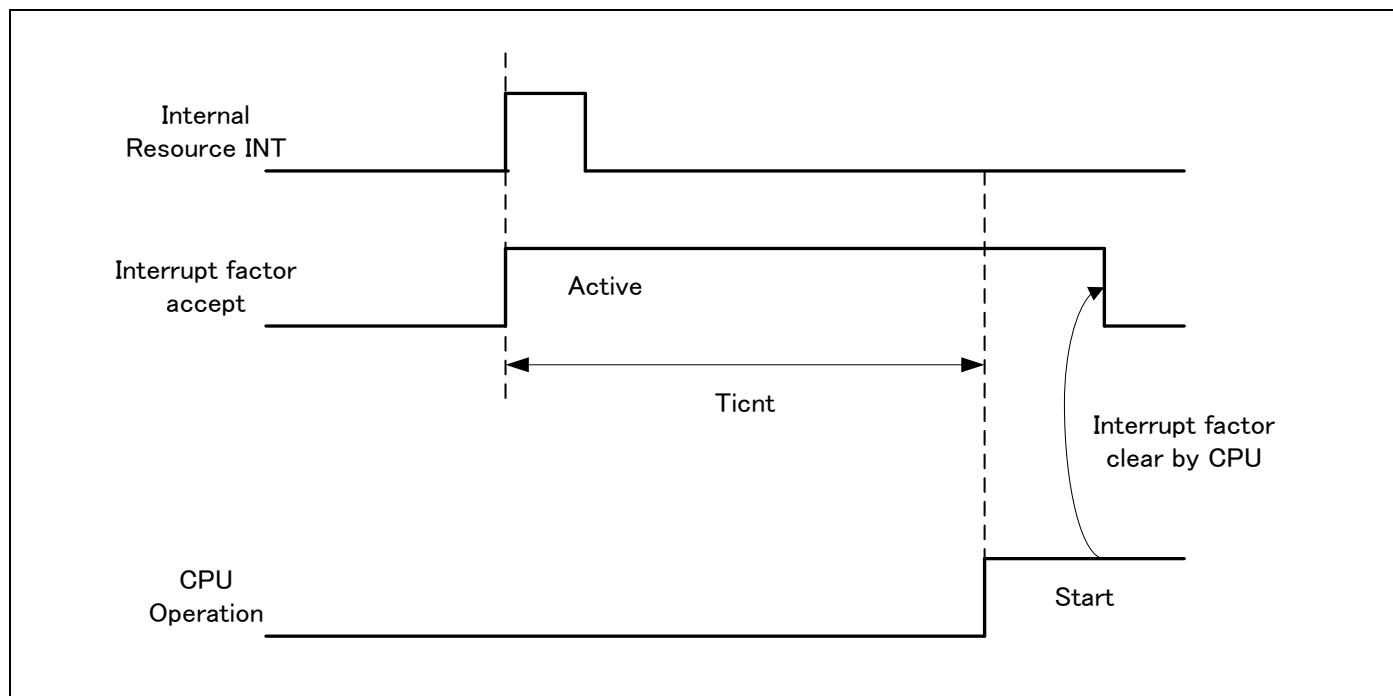 Internal
Resource INT
Interrupt factor
accept
Active
Ticnt
Interrupt factor
clear by CPU
CPU
Operation
Start